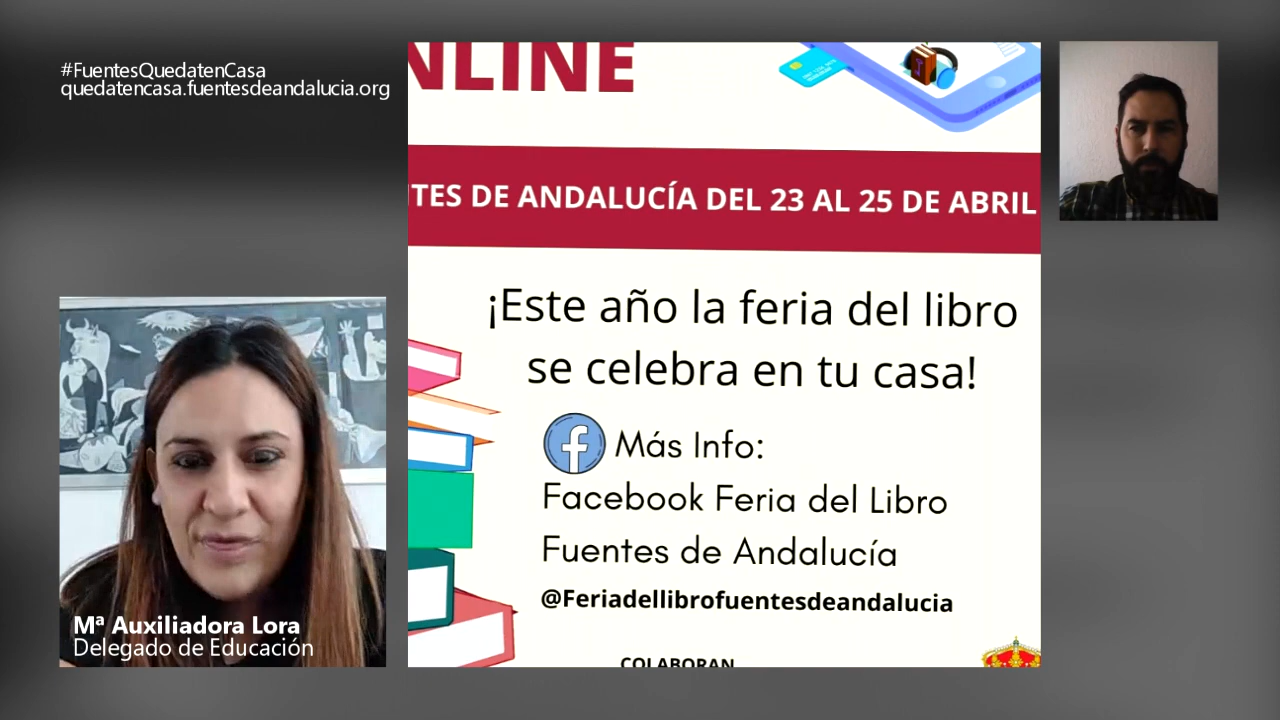 #FuentesQuedatenCasa
quedatencasa.fuentesdeandalucia.org
NLINE
TES DE ANDALUCÍA DEL 23 AL 25 DE ABRIL
¡Este año la feria del libro
se celebra en tu casa!
Más Info:
Facebook Feria del Libro
Fuentes de Andalucía
@Feriadellibrofuentesdeandalucia
COLABORAN
Mª Auxiliadora Lora
Delegado de Educación